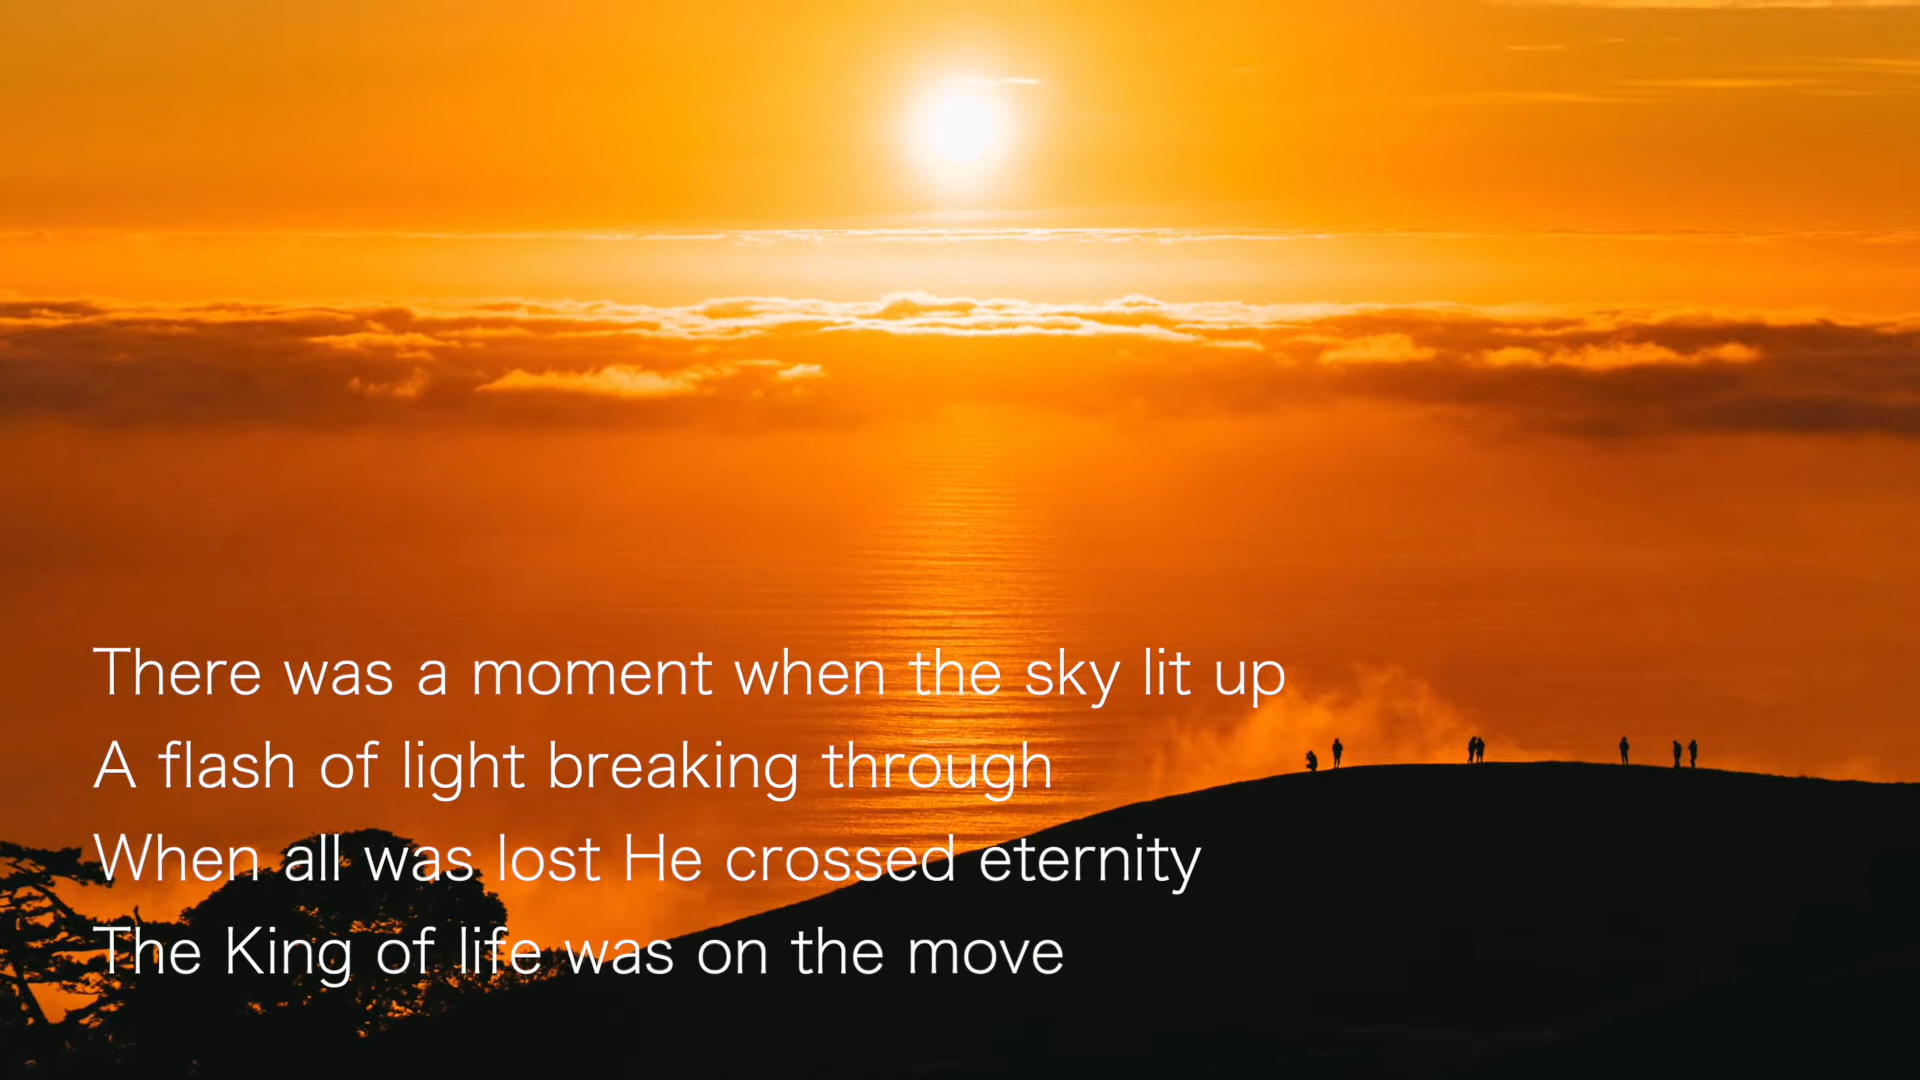 There was a moment when the sky lit up
A flash of light breaking through
When all was lost He crossed eternity
The King of life was on the move